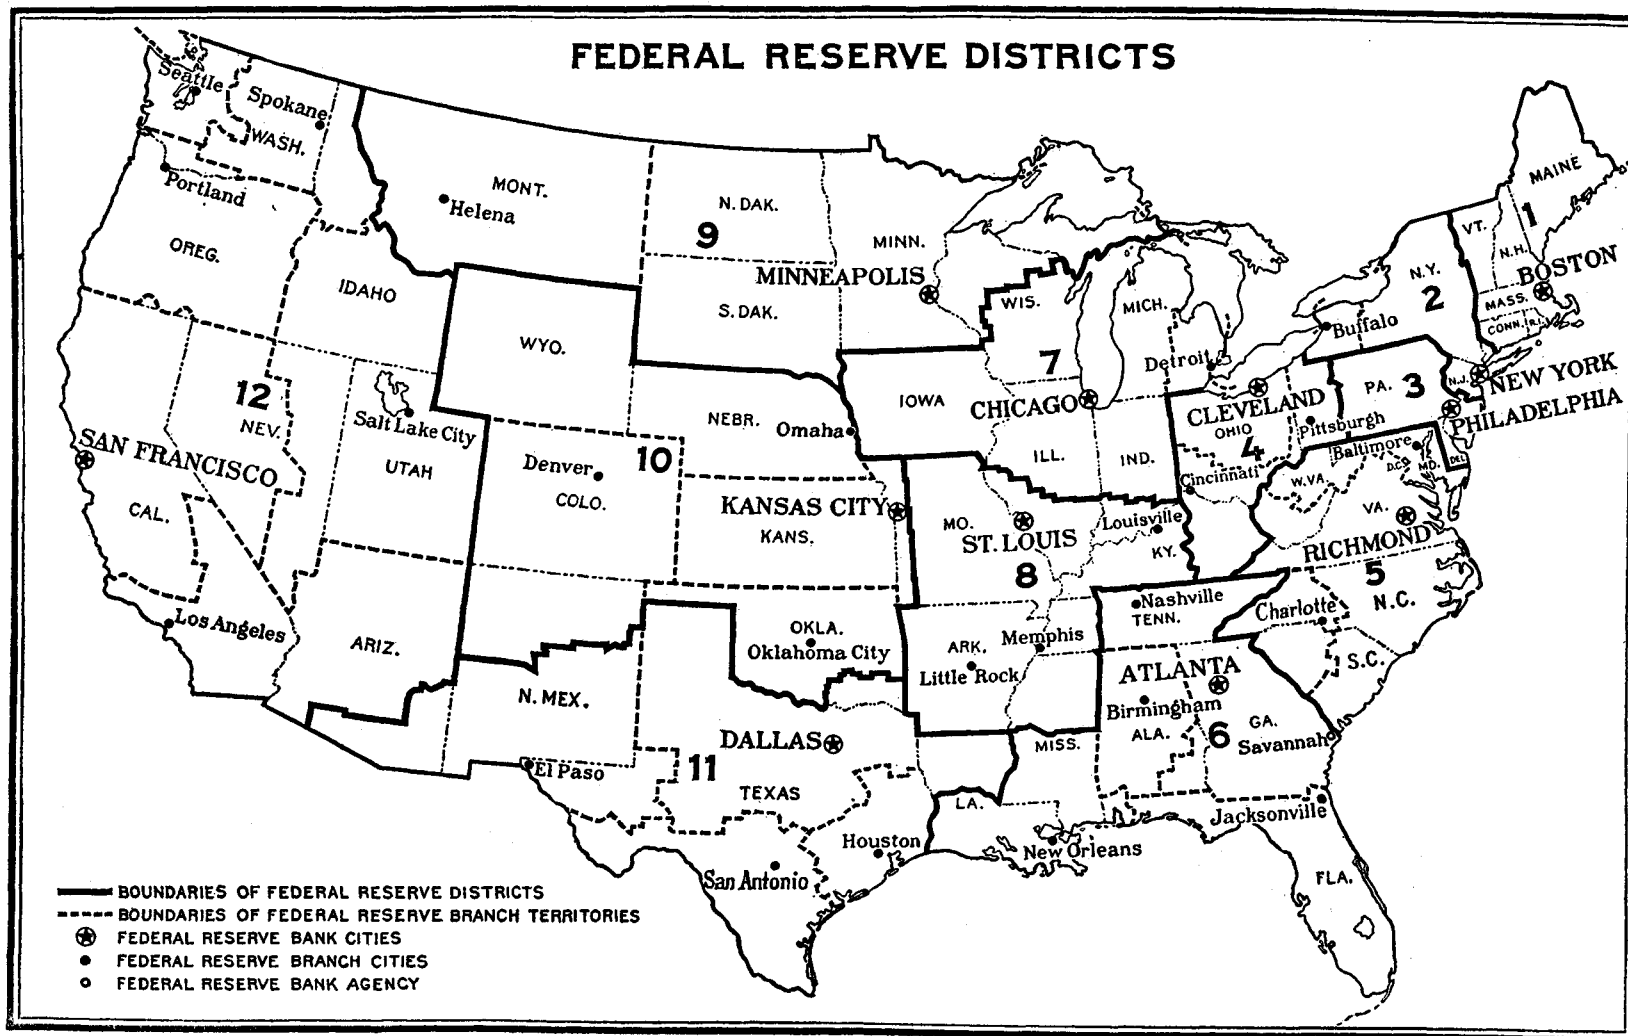 FEDERAL RESERVE DISTRICTS
Seattle
Spokane
WASH.
Portland
OREG.
IDAHO
MONT.
Helena
N. DAK.
9
MINN.
MINNEAPOLIS
S. DAK.
WYO.
WIS.
MICH.
7
Detroit
MAINE
1
VT.
N.H.
BOSTON
MASS.
CONN.
R.I.
N.Y.
2
Buffalo
NEW YORK
N.J.
PA.
3
PHILADELPHIA
12
NEV.
Salt Lake City
UTAH
SAN FRANCISCO
CAL.
Los Angeles
ARIZ.
Denver
10
COLO.
NEBR.
Omaha
IOWA
CHICAGO
ILL.
IND.
CLEVELAND
OHIO
4
Pittsburgh
Cincinnati
Baltimore
D.C.
MD.
DEL.
W.VA.
VA.
RICHMOND
5
N.C.
Charlotte
S.C.
KANSAS CITY
KANS.
MO.
ST. LOUIS
8
Louisville
KY.
Nashville
TENN.
Memphis
ARK.
Little Rock
OKLA.
Oklahoma City
N. MEX.
El Paso
DALLAS
11
TEXAS
Houston
San Antonio
LA.
New Orleans
MISS.
ATLANTA
Birmingham
ALA.
6
GA.
Savannah
Jacksonville
FLA.
BOUNDARIES OF FEDERAL RESERVE DISTRICTS
BOUNDARIES OF FEDERAL RESERVE BRANCH TERRITORIES
FEDERAL RESERVE BANK CITIES
FEDERAL RESERVE BRANCH CITIES
FEDERAL RESERVE BANK AGENCY